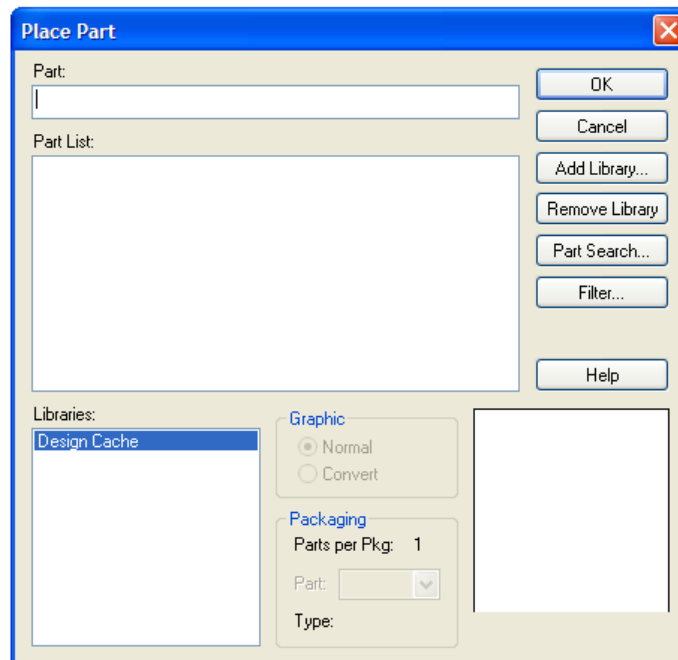 Place Part
Part:
OK
Cancel
Part List:
Add Library...
Remove Library
Part Search...
Filter...
Help
Libraries:
Design Cache
Graphic
Normal
Convert
Packaging
Parts per Pkg: 1
Part:
Type: